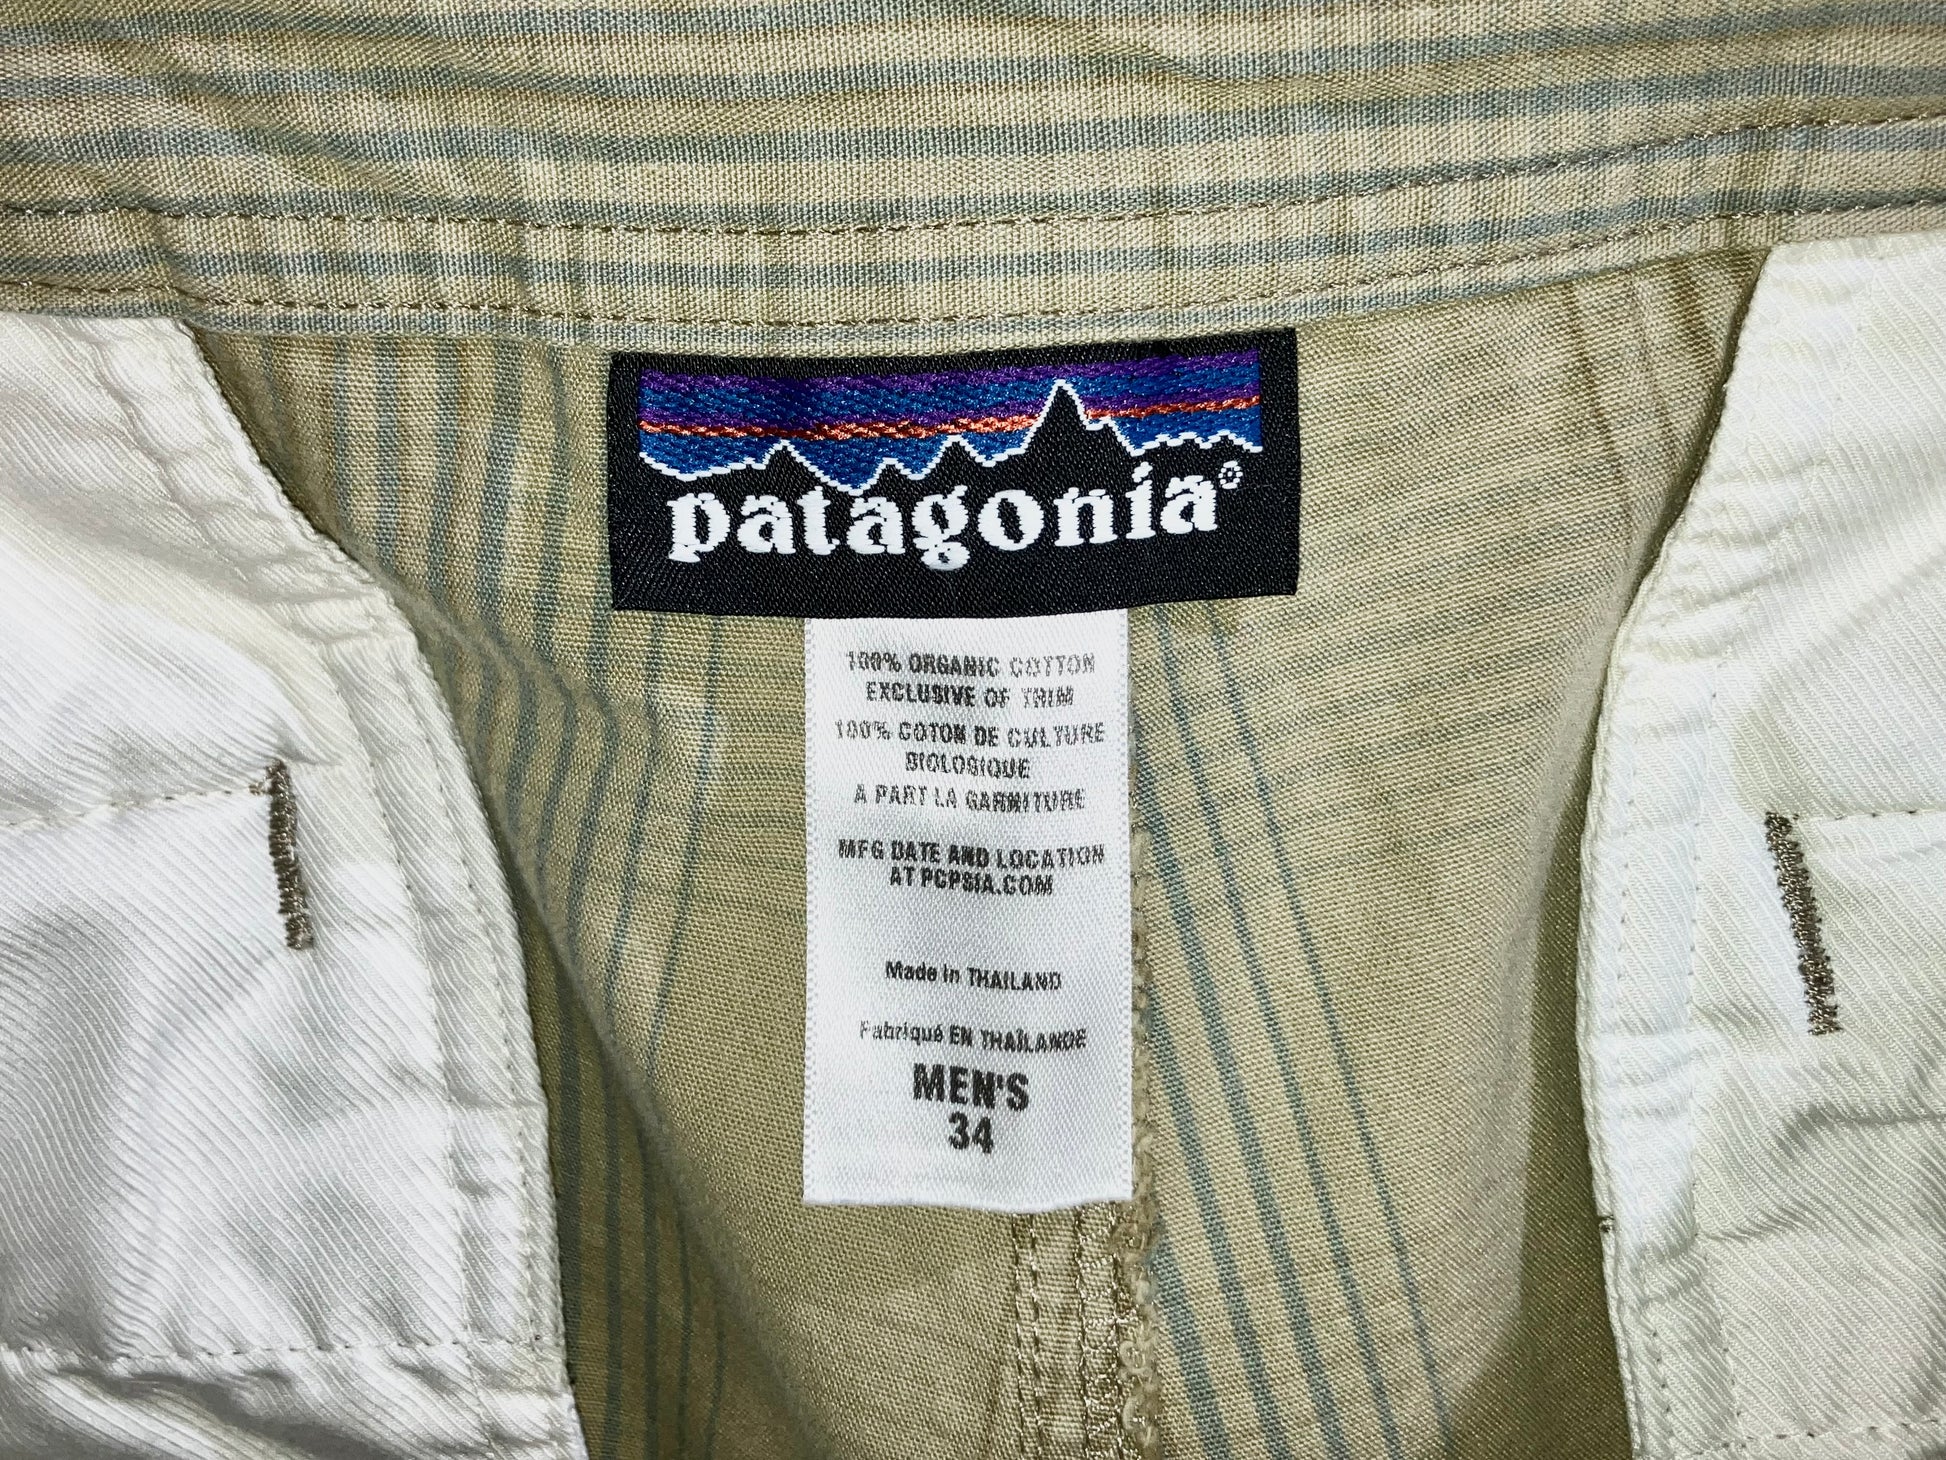 patagonia®
100% ORGANIC COTTON
EXCLUSIVE OF TRIM
100% COTON DE CULTURE
BIOLOGIQUE
A PART LA GARNITURE
MFG DATE AND LOCATION
AT PCPSIA.COM
Made in THAILAND
Fabriqué EN THAÏLANDE
MEN'S
34